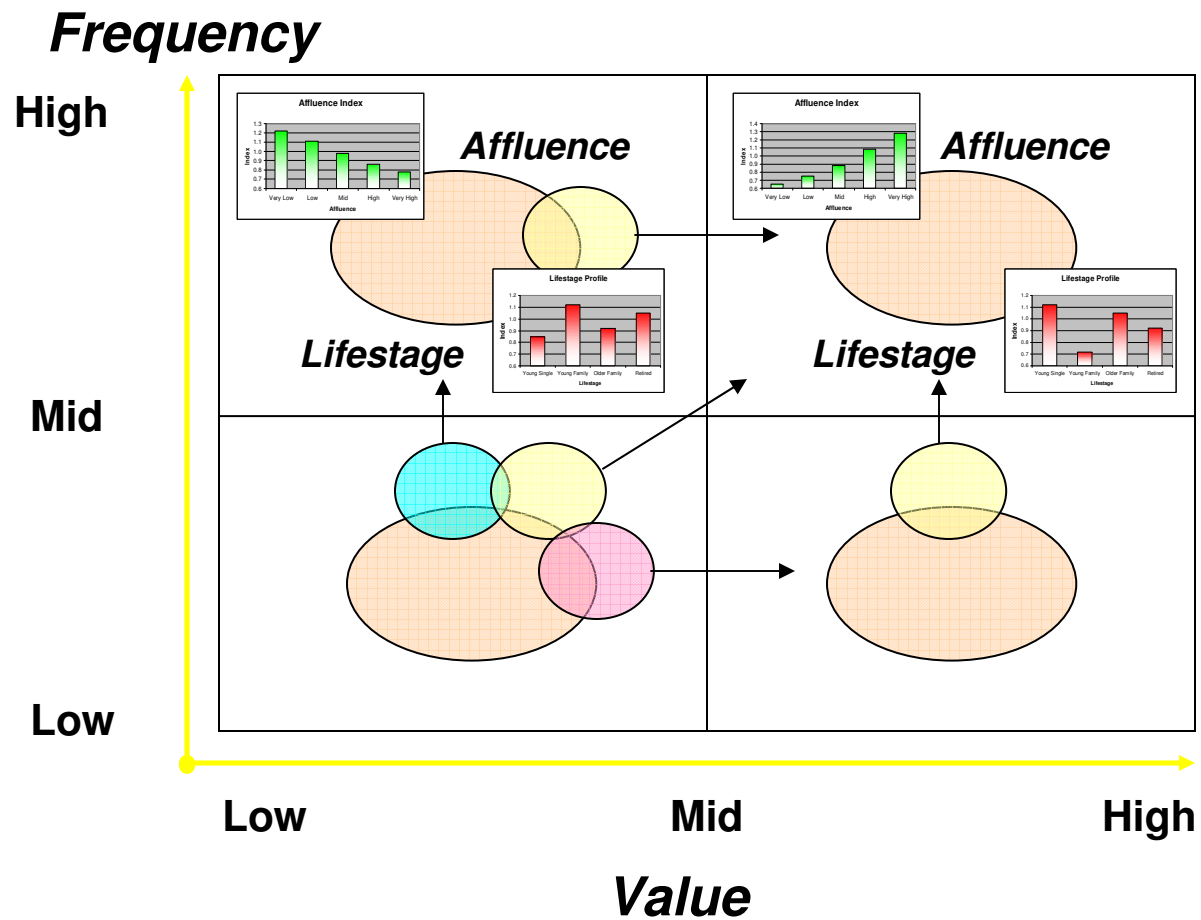 Frequency
High
Mid
Low
Affluence Index
1.3
1.2
1.1
1.0
0.9
0.8
0.7
0.6
Index
Very Low Low Mid High Very High
Affluence
Affluence
Lifestage Profile
1.2
1.1
1.0
0.9
0.8
0.7
0.6
Index
Young Single Young Family Older Family Retired
Lifestage
Lifestage
Affluence Index
1.4
1.3
1.2
1.1
1.0
0.9
0.8
0.7
0.6
Index
Very Low Low Mid High Very High
Affluence
Affluence
Lifestage Profile
1.2
1.1
1.0
0.9
0.8
0.7
0.6
Index
Young Single Young Family Older Family Retired
Lifestage
Lifestage
Low Mid High
Value